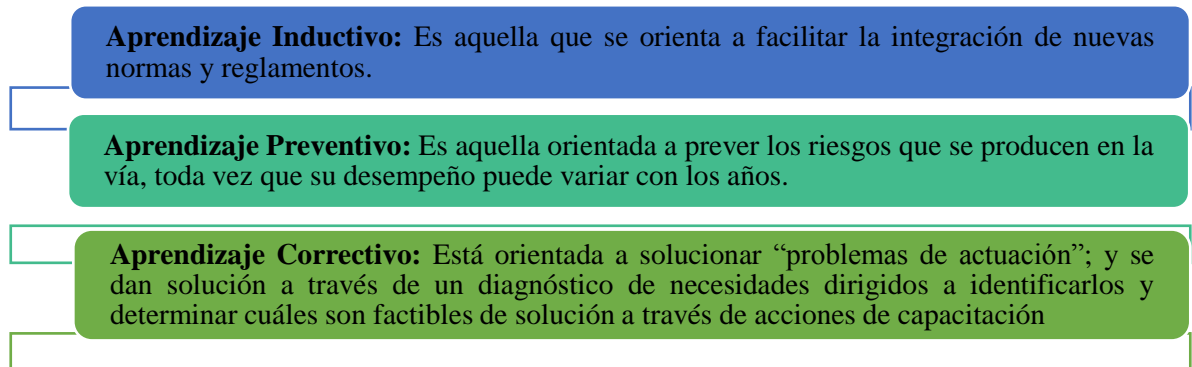 Aprendizaje Inductivo: Es aquella que se orienta a facilitar la integración de nuevas
normas y reglamentos.
Aprendizaje Preventivo: Es aquella orientada a prever los riesgos que se producen en la
vía, toda vez que su desempeño puede variar con los años.
Aprendizaje Correctivo: Está orientada a solucionar “problemas de actuación”; y se
dan solución a través de un diagnóstico de necesidades dirigidos a identificarlos y
determinar cuáles son factibles de solución a través de acciones de capacitación